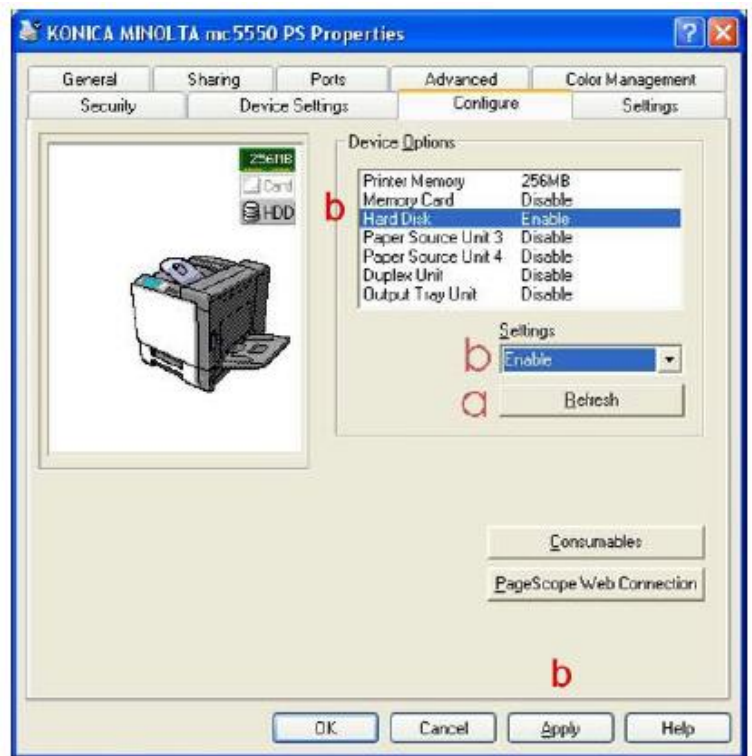 KONICA MINOLTA mc5550 PS Properties
General Sharing Ports Advanced Color Management
Security Device Settings Configure Settings
256MB
Card
HDD
Device Options
b
Printer Memory 256MB
Memory Card Disable
Hard Disk Enable
Paper Source Unit 3 Disable
Paper Source Unit 4 Disable
Duplex Unit Disable
Output Tray Unit Disable
Settings
b Enable
a Refresh
Consumables
PageScope Web Connection
b
OK Cancel Apply Help